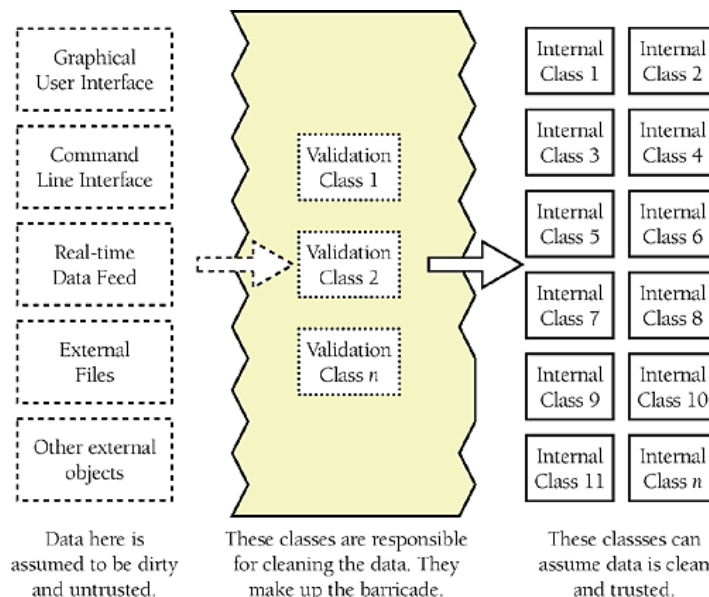 Graphical
User Interface
Command
Line Interface
Real-time
Data Feed
External
Files
Other external
objects
Data here is
assumed to be dirty
and untrusted.
Validation
Class 1
Validation
Class 2
Validation
Class n
These classes are responsible
for cleaning the data. They
make up the barricade.
Internal
Class 1
Internal
Class 2
Internal
Class 3
Internal
Class 4
Internal
Class 5
Internal
Class 6
Internal
Class 7
Internal
Class 8
Internal
Class 9
Internal
Class 10
Internal
Class 11
Internal
Class n
These classses can
assume data is clean
and trusted.